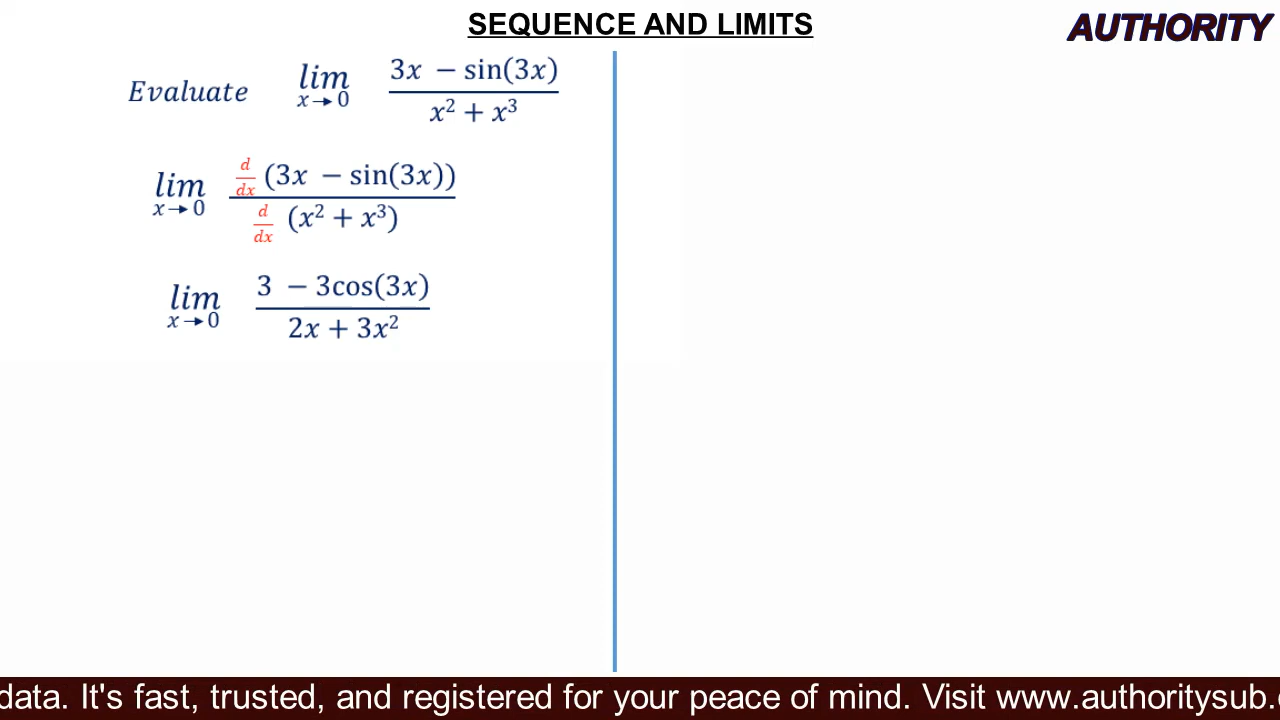 SEQUENCE AND LIMITS
AUTHORITY
Evaluate lim x→0 (3x − sin(3x)) / (x² + x³)
lim x→0 (d/dx (3x − sin(3x))) / (d/dx (x² + x³))
lim x→0 (3 − 3cos(3x)) / (2x + 3x²)
data. It's fast, trusted, and registered for your peace of mind. Visit www.authoritysub.